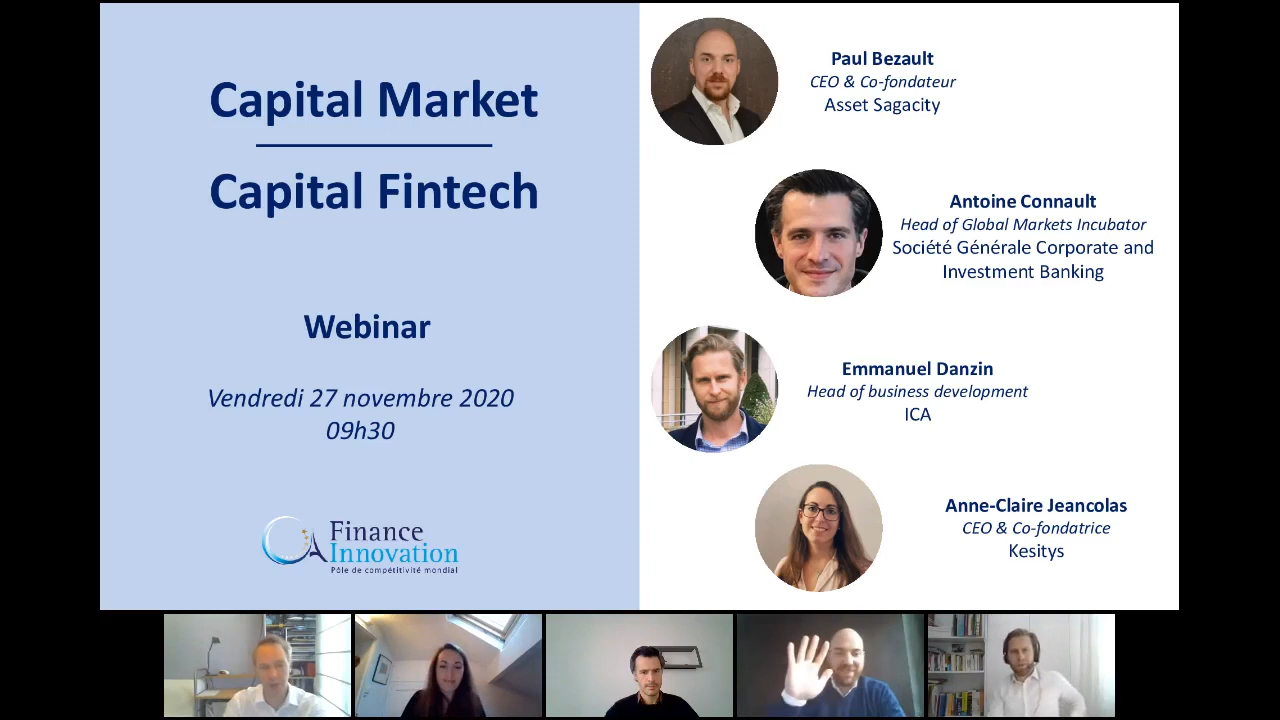 Capital Market
Capital Fintech
Webinar
Vendredi 27 novembre 2020
09h30
Finance
Innovation
Pôle de compétitivité mondial
Paul Bezault
CEO & Co-fondateur
Asset Sagacity
Antoine Connault
Head of Global Markets Incubator
Société Générale Corporate and
Investment Banking
Emmanuel Danzin
Head of business development
ICA
Anne-Claire Jeancolas
CEO & Co-fondatrice
Kesitys